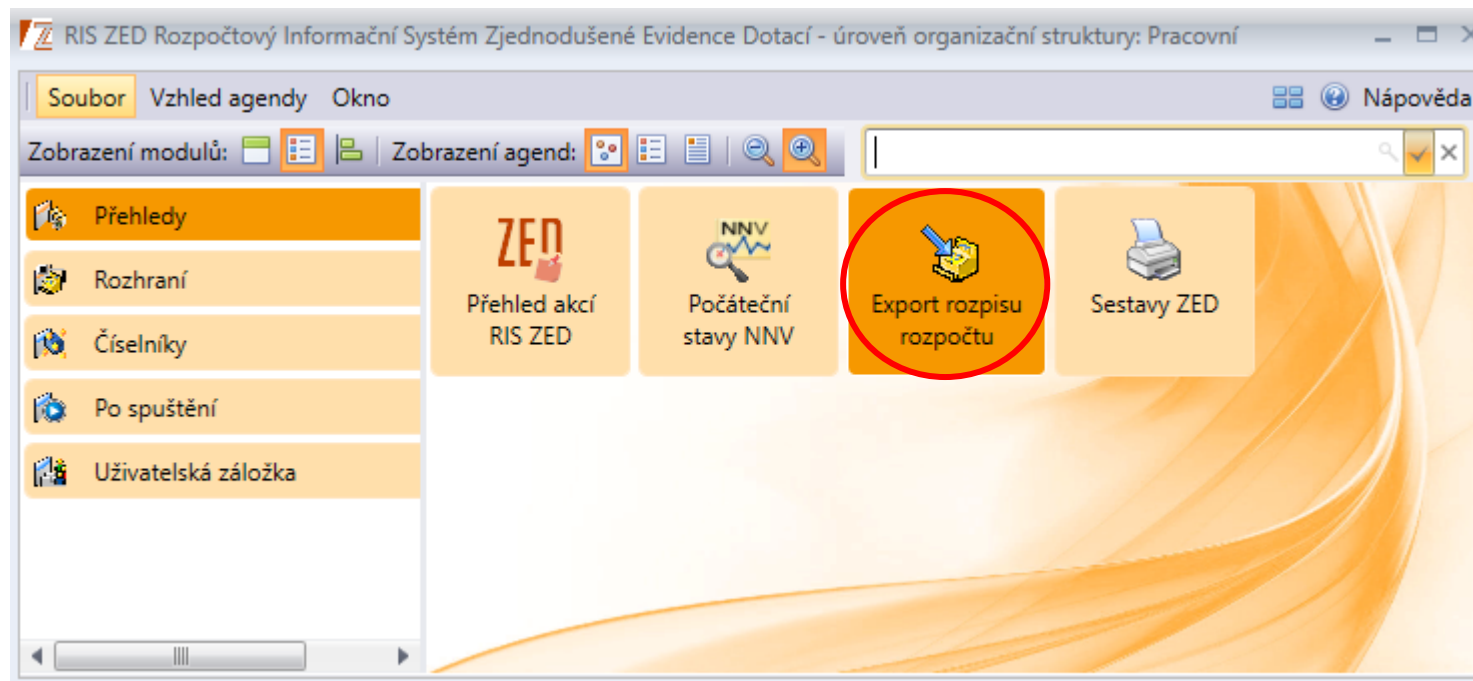 RIS ZED Rozpočtový Informační Systém Zjednodušené Evidence Dotací - úroveň organizační struktury: Pracovní
Soubor Vzhled agendy Okno Nápověda
Zobrazení modulů: Zobrazení agend:
Přehledy
Rozhraní
Číselníky
Po spuštění
Uživatelská záložka
ZED
Přehled akcí
RIS ZED
NNV
Počáteční
stavy NNV
Export rozpisu
rozpočtu
Sestavy ZED